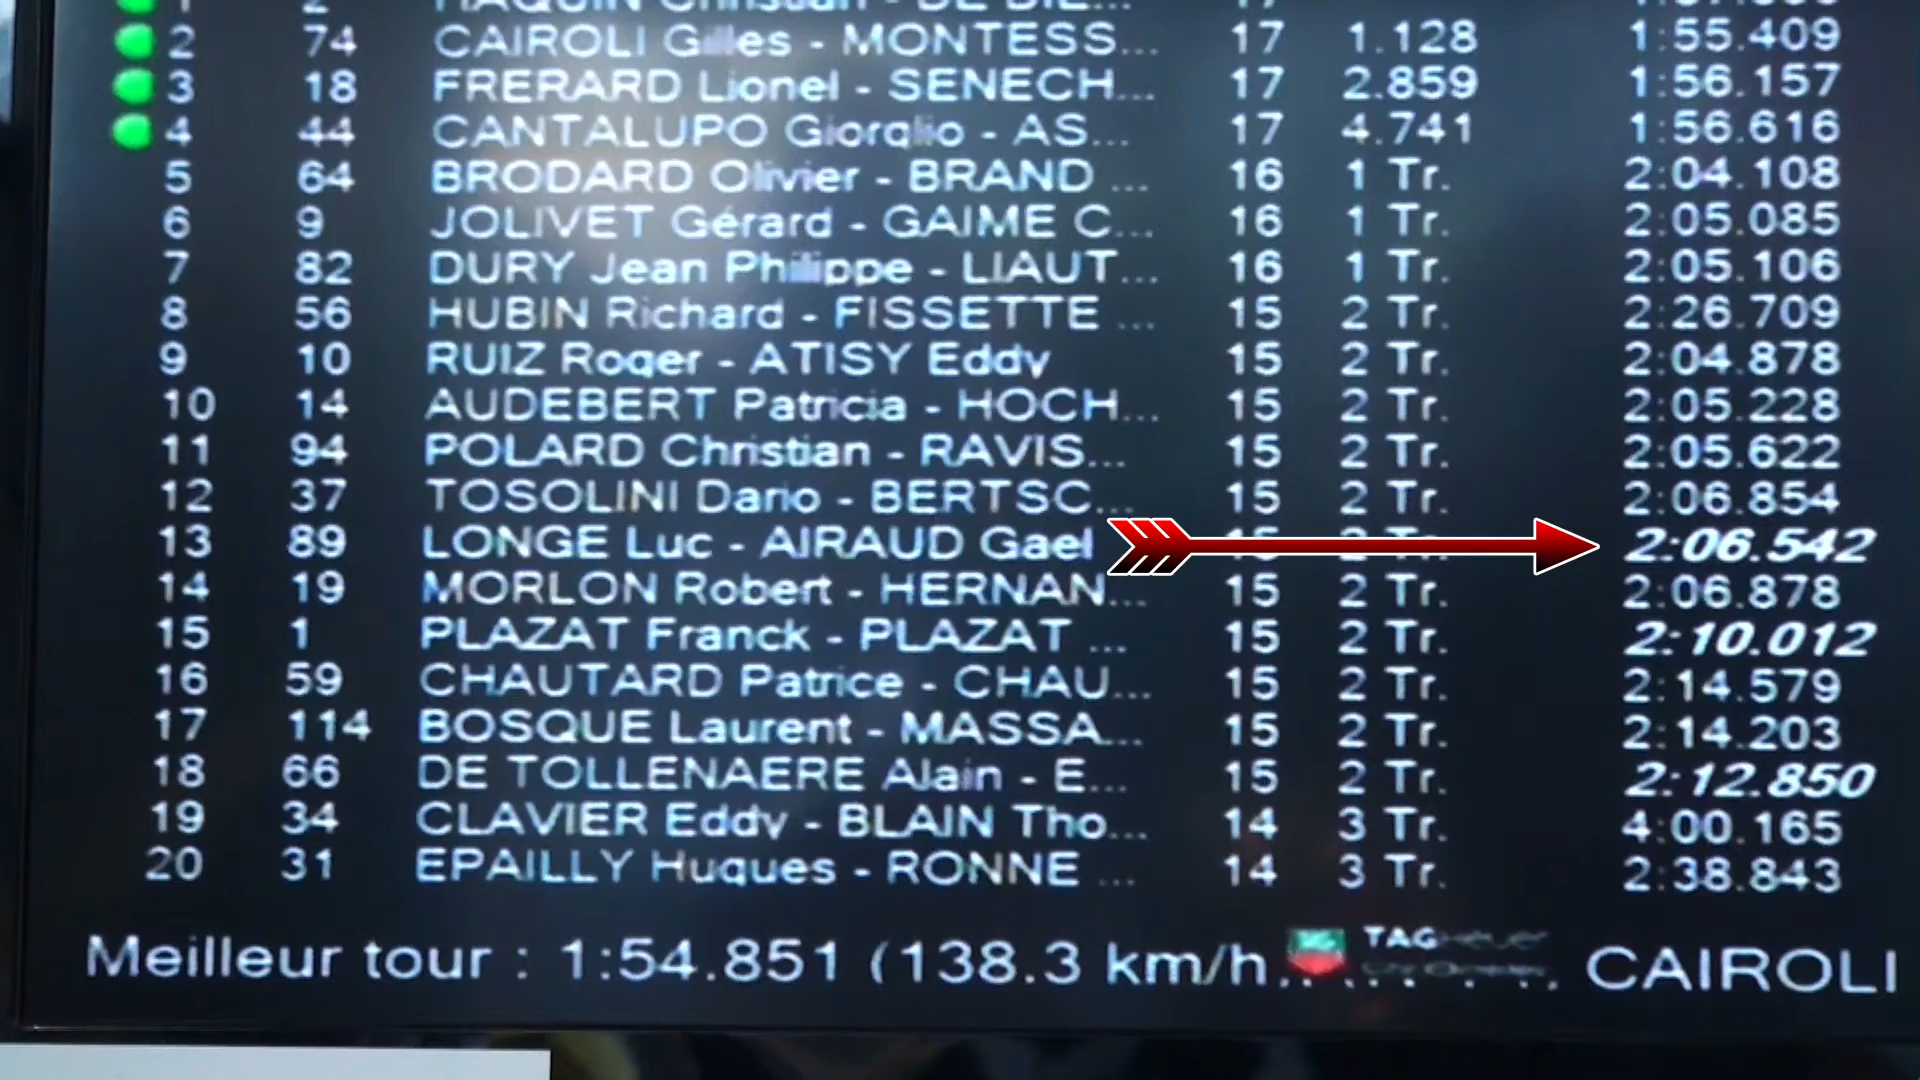 2 74 CAIROLI Gilles - MONTESS... 17 1.128 1:55.409
3 18 FRERARD Lionel - SENECH... 17 2.859 1:56.157
4 44 CANTALUPO Giorglio - AS... 17 4.741 1:56.616
5 64 BRODARD Olivier - BRAND ... 16 1 Tr. 2:04.108
6 9 JOLIVET Gérard - GAIME C... 16 1 Tr. 2:05.085
7 82 DURY Jean Philippe - LIAUT... 16 1 Tr. 2:05.106
8 56 HUBIN Richard - FISSETTE ... 15 2 Tr. 2:26.709
9 10 RUIZ Roger - ATISY Eddy 15 2 Tr. 2:04.878
10 14 AUDEBERT Patricia - HOCH... 15 2 Tr. 2:05.228
11 94 POLARD Christian - RAVIS... 15 2 Tr. 2:05.622
12 37 TOSOLINI Dario - BERTSC... 15 2 Tr. 2:06.854
13 89 LONGE Luc - AIRAUD Gael 15 2 Tr. 2:06.542
14 19 MORLON Robert - HERNAN... 15 2 Tr. 2:06.878
15 1 PLAZAT Franck - PLAZAT ... 15 2 Tr. 2:10.012
16 59 CHAUTARD Patrice - CHAU... 15 2 Tr. 2:14.579
17 114 BOSQUE Laurent - MASSA... 15 2 Tr. 2:14.203
18 66 DE TOLLENAERE Alain - E... 15 2 Tr. 2:12.850
19 34 CLAVIER Eddy - BLAIN Tho... 14 3 Tr. 4:00.165
20 31 EPAILLY Hugues - RONNE ... 14 3 Tr. 2:38.843
Meilleur tour : 1:54.851 (138.3 km/h TAG Heuer CAIROLI